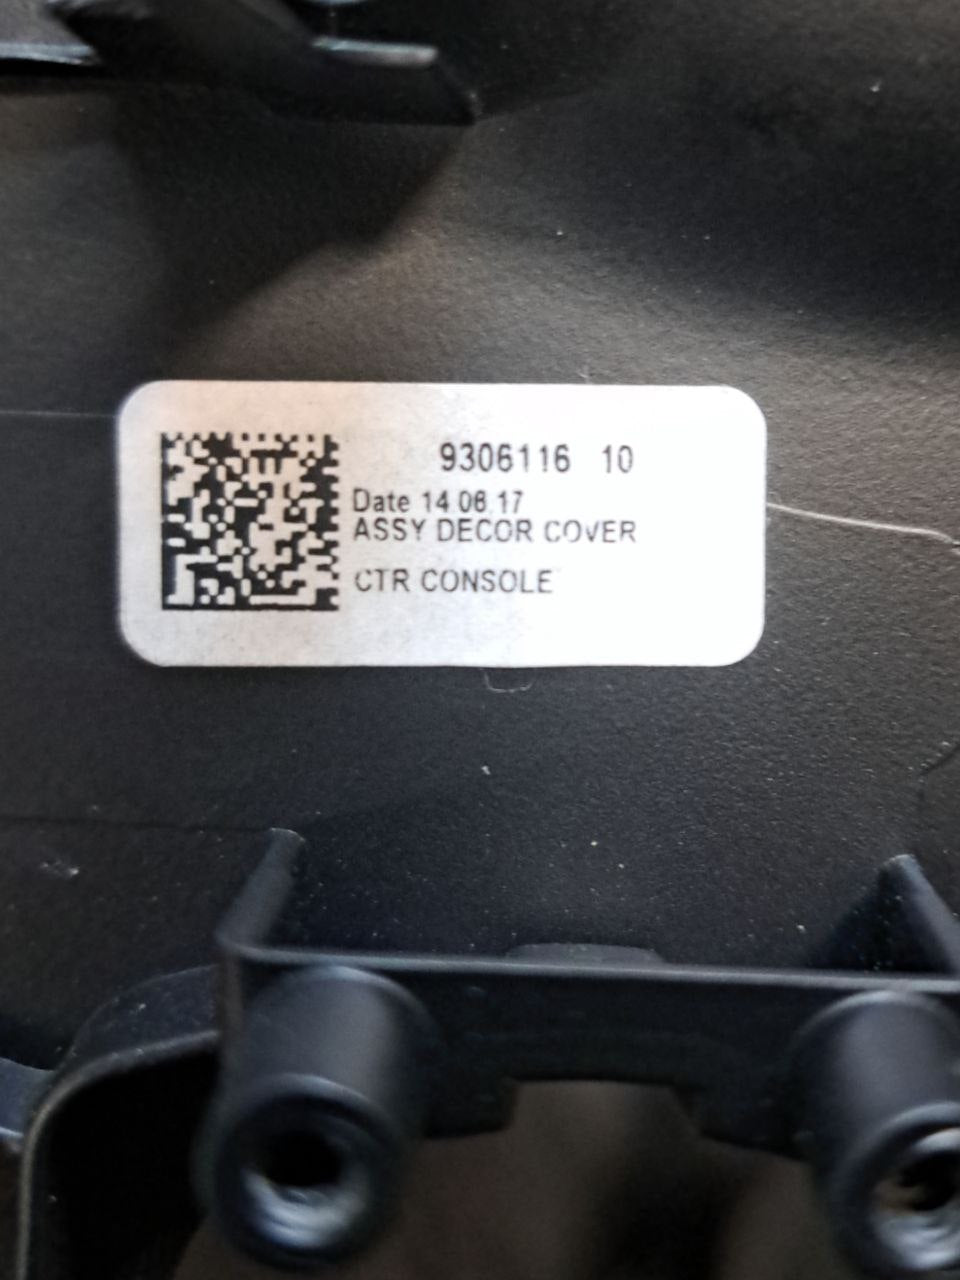 9306116 10
Date 14.06.17
ASSY DECOR COVER
CTR CONSOLE